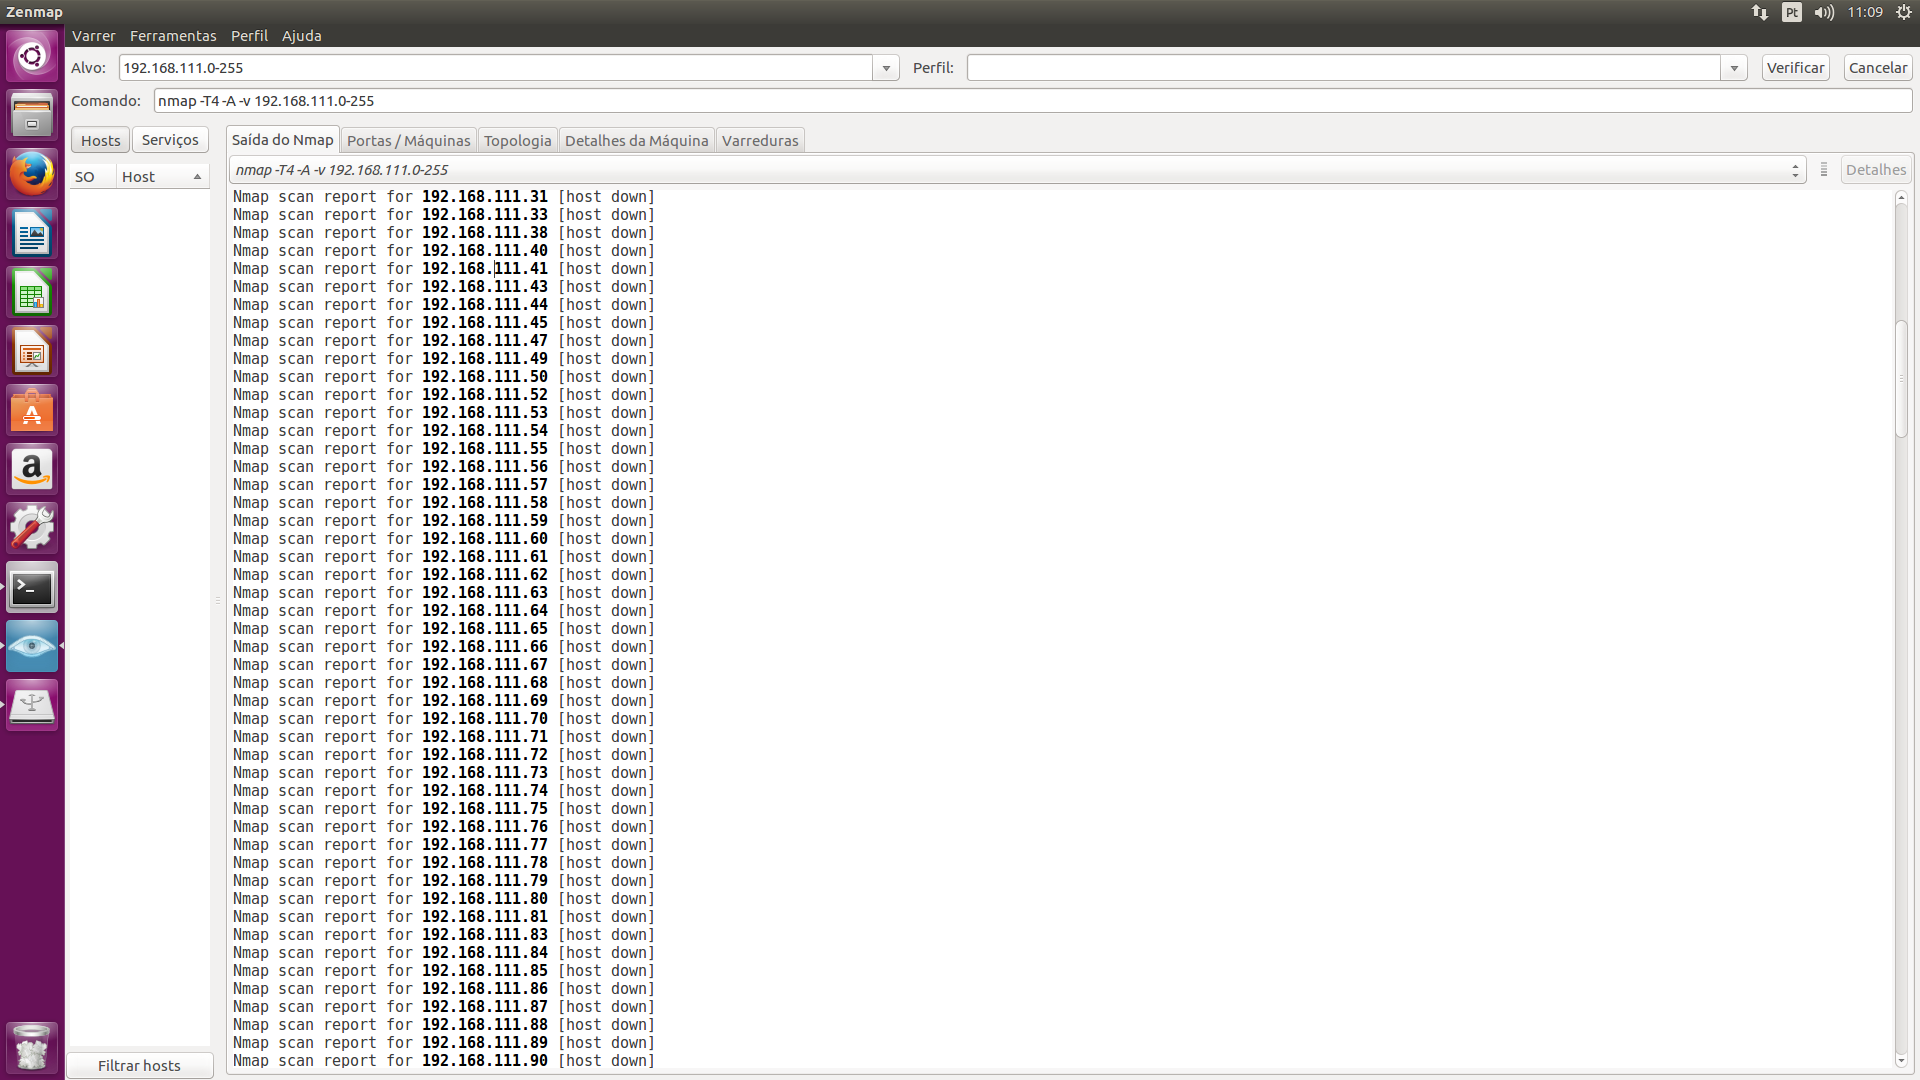 Zenmap
Pt
11:09
Varrer Ferramentas Perfil Ajuda
Alvo: 192.168.111.0-255 Perfil: Verificar Cancelar
Comando: nmap -T4 -A -v 192.168.111.0-255
Hosts Serviços Saída do Nmap Portas / Máquinas Topologia Detalhes da Máquina Varreduras
nmap -T4 -A -v 192.168.111.0-255 Detalhes
SO Host
Nmap scan report for 192.168.111.31 [host down]
Nmap scan report for 192.168.111.33 [host down]
Nmap scan report for 192.168.111.38 [host down]
Nmap scan report for 192.168.111.40 [host down]
Nmap scan report for 192.168.111.41 [host down]
Nmap scan report for 192.168.111.43 [host down]
Nmap scan report for 192.168.111.44 [host down]
Nmap scan report for 192.168.111.45 [host down]
Nmap scan report for 192.168.111.47 [host down]
Nmap scan report for 192.168.111.49 [host down]
Nmap scan report for 192.168.111.50 [host down]
Nmap scan report for 192.168.111.52 [host down]
Nmap scan report for 192.168.111.53 [host down]
Nmap scan report for 192.168.111.54 [host down]
Nmap scan report for 192.168.111.55 [host down]
Nmap scan report for 192.168.111.56 [host down]
Nmap scan report for 192.168.111.57 [host down]
Nmap scan report for 192.168.111.58 [host down]
Nmap scan report for 192.168.111.59 [host down]
Nmap scan report for 192.168.111.60 [host down]
Nmap scan report for 192.168.111.61 [host down]
Nmap scan report for 192.168.111.62 [host down]
Nmap scan report for 192.168.111.63 [host down]
Nmap scan report for 192.168.111.64 [host down]
Nmap scan report for 192.168.111.65 [host down]
Nmap scan report for 192.168.111.66 [host down]
Nmap scan report for 192.168.111.67 [host down]
Nmap scan report for 192.168.111.68 [host down]
Nmap scan report for 192.168.111.69 [host down]
Nmap scan report for 192.168.111.70 [host down]
Nmap scan report for 192.168.111.71 [host down]
Nmap scan report for 192.168.111.72 [host down]
Nmap scan report for 192.168.111.73 [host down]
Nmap scan report for 192.168.111.74 [host down]
Nmap scan report for 192.168.111.75 [host down]
Nmap scan report for 192.168.111.76 [host down]
Nmap scan report for 192.168.111.77 [host down]
Nmap scan report for 192.168.111.78 [host down]
Nmap scan report for 192.168.111.79 [host down]
Nmap scan report for 192.168.111.80 [host down]
Nmap scan report for 192.168.111.81 [host down]
Nmap scan report for 192.168.111.83 [host down]
Nmap scan report for 192.168.111.84 [host down]
Nmap scan report for 192.168.111.85 [host down]
Nmap scan report for 192.168.111.86 [host down]
Nmap scan report for 192.168.111.87 [host down]
Nmap scan report for 192.168.111.88 [host down]
Nmap scan report for 192.168.111.89 [host down]
Nmap scan report for 192.168.111.90 [host down]
Filtrar hosts